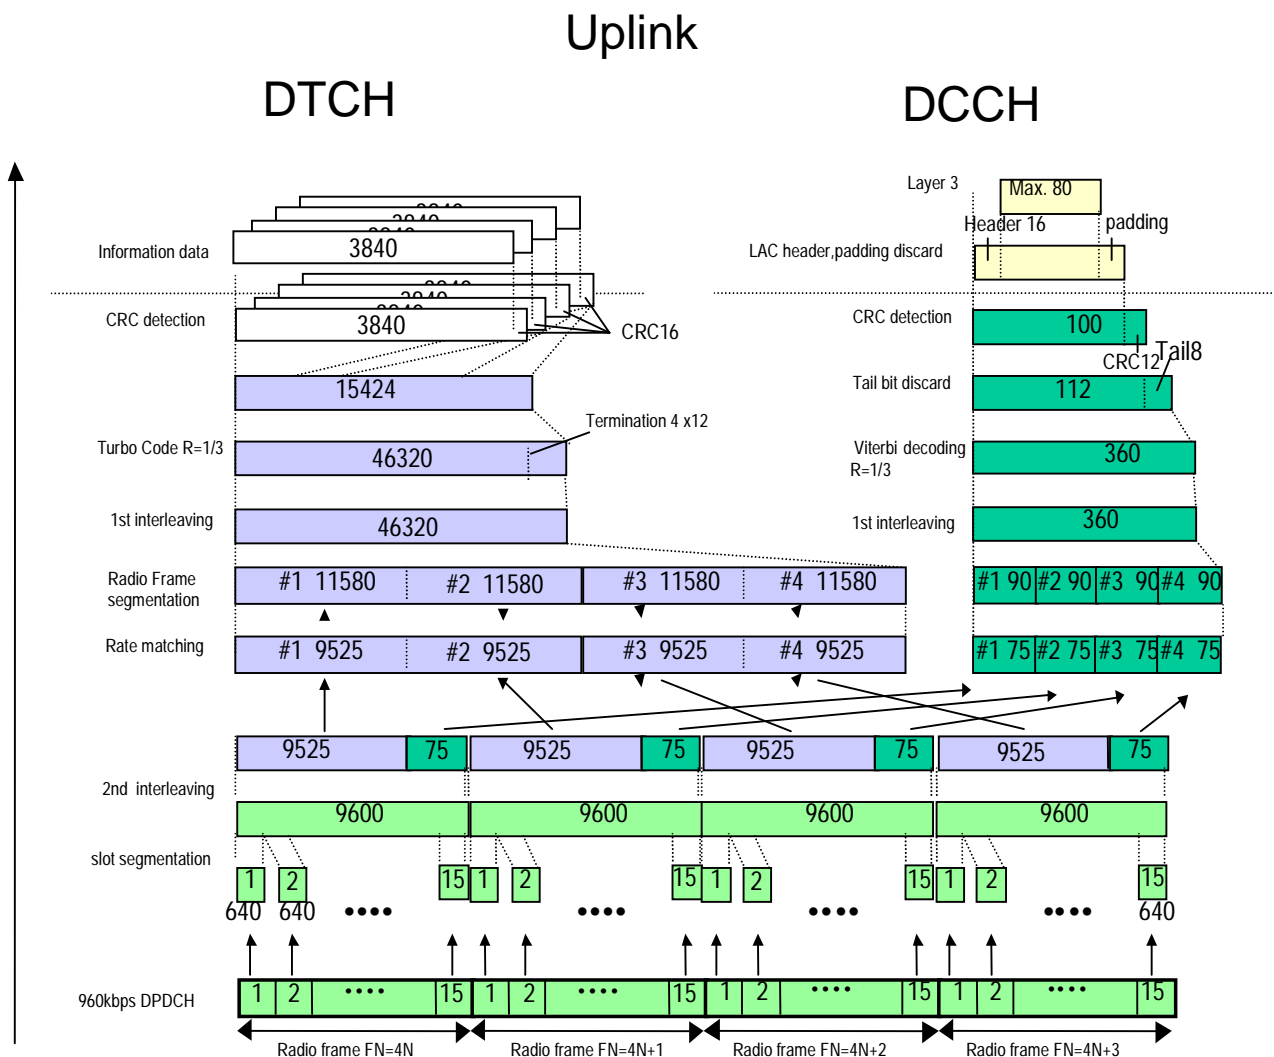 Uplink
DTCH
DCCH
Layer 3
Max. 80
Header 16
padding
LAC header,padding discard
3840
3840
3840
Information data
3840
3840
3840
3840
CRC detection
3840
CRC16
CRC detection
100
CRC12
Tail8
15424
Tail bit discard
112
Termination 4 x12
Turbo Code R=1/3
46320
Viterbi decoding
R=1/3
360
1st interleaving
46320
1st interleaving
360
Radio Frame
segmentation
#1 11580
#2 11580
#3 11580
#4 11580
#1 90
#2 90
#3 90
#4 90
Rate matching
#1 9525
#2 9525
#3 9525
#4 9525
#1 75
#2 75
#3 75
#4 75
9525
75
9525
75
9525
75
9525
75
2nd interleaving
9600
9600
9600
9600
slot segmentation
1
2
15
1
2
15
1
2
15
1
2
15
640
640
••••
••••
••••
••••
640
960kbps DPDCH
1
2
••••
15
1
2
••••
15
1
2
••••
15
1
2
••••
15
Radio frame FN=4N
Radio frame FN=4N+1
Radio frame FN=4N+2
Radio frame FN=4N+3